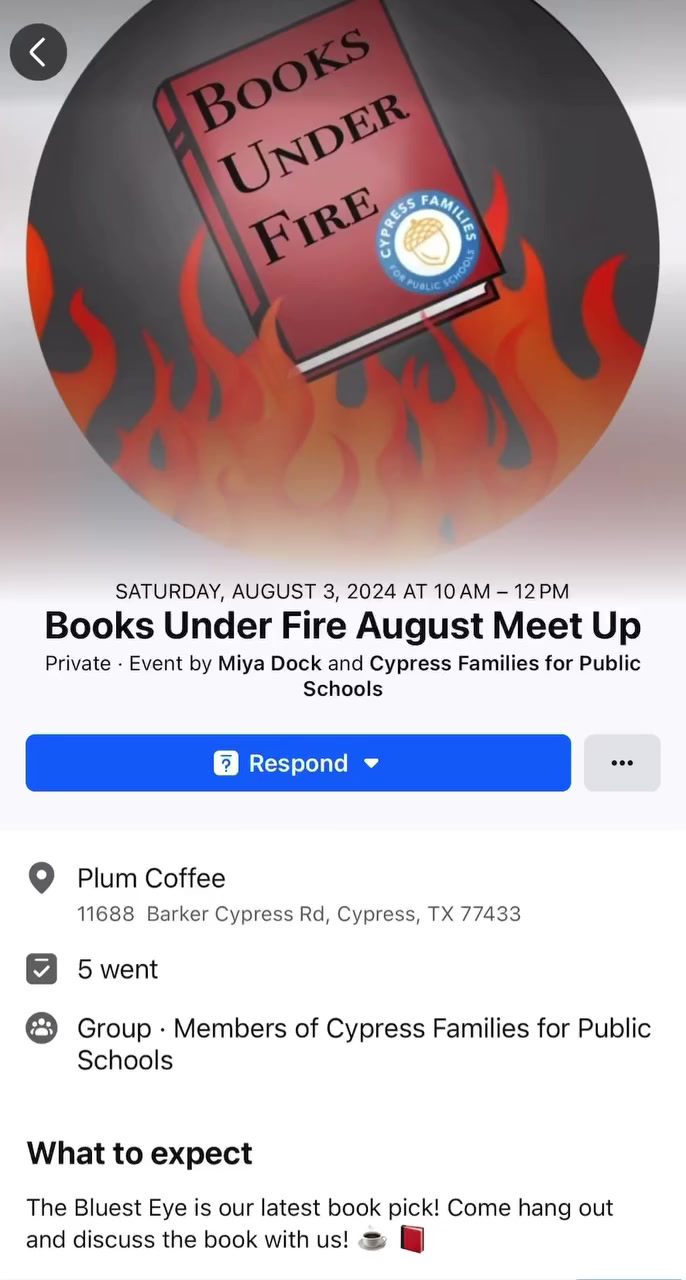 BOOKS
UNDER
FIRE
CYPRESS FAMILIES
FOR PUBLIC SCHOOLS
SATURDAY, AUGUST 3, 2024 AT 10 AM – 12 PM
Books Under Fire August Meet Up
Private · Event by Miya Dock and Cypress Families for Public
Schools
Respond
Plum Coffee
11688 Barker Cypress Rd, Cypress, TX 77433
5 went
Group · Members of Cypress Families for Public
Schools
What to expect
The Bluest Eye is our latest book pick! Come hang out
and discuss the book with us! ☕ 📕